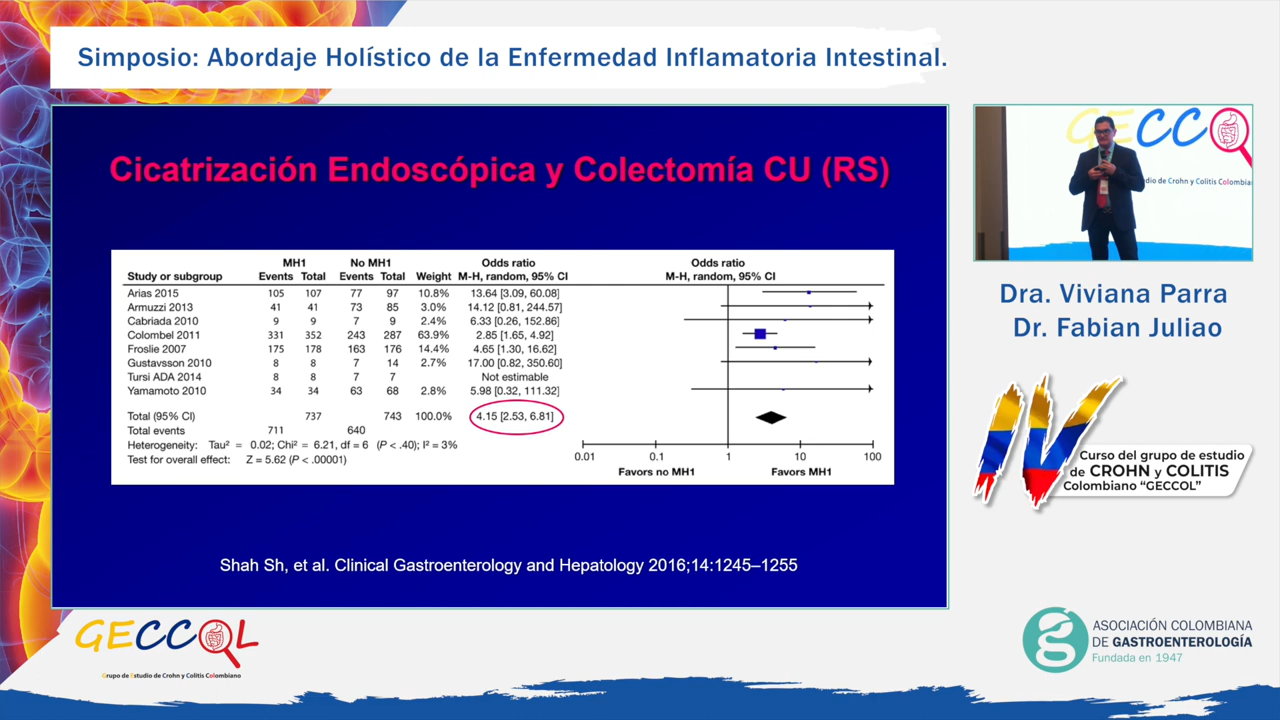 Simposio: Abordaje Holístico de la Enfermedad Inflamatoria Intestinal.
Cicatrización Endoscópica y Colectomía CU (RS)
MH1 No MH1 Odds ratio Odds ratio
Study or subgroup Events Total Events Total Weight M-H, random, 95% CI M-H, random, 95% CI
Arias 2015 105 107 77 97 10.8% 13.64 [3.09, 60.08]
Armuzzi 2013 41 41 73 85 3.0% 14.12 [0.81, 244.57]
Cabriada 2010 9 9 7 9 2.4% 6.33 [0.26, 152.86]
Colombel 2011 331 352 243 287 63.9% 2.85 [1.65, 4.92]
Froslie 2007 175 178 163 176 14.4% 4.65 [1.30, 16.62]
Gustavsson 2010 8 8 7 14 2.7% 17.00 [0.82, 350.60]
Tursi ADA 2014 8 8 7 7 Not estimable
Yamamoto 2010 34 34 63 68 2.8% 5.98 [0.32, 111.32]
Total (95% CI) 737 743 100.0% 4.15 [2.53, 6.81]
Total events 711 640
Heterogeneity: Tau² = 0.02; Chi² = 6.21, df = 6 (P < .40); I² = 3%
Test for overall effect: Z = 5.62 (P < .00001)
0.01 0.1 1 10 100
Favors no MH1 Favors MH1
Shah Sh, et al. Clinical Gastroenterology and Hepatology 2016;14:1245–1255
GECC
dio de Crohn y Colitis Colombia
Dra. Viviana Parra
Dr. Fabian Juliao
IV
Curso del grupo de estudio
de CROHN y COLITIS
Colombiano “GECCOL”
GECCOL
Grupo de Estudio de Crohn y Colitis Colombiano
ASOCIACIÓN COLOMBIANA
DE GASTROENTEROLOGÍA
Fundada en 1947